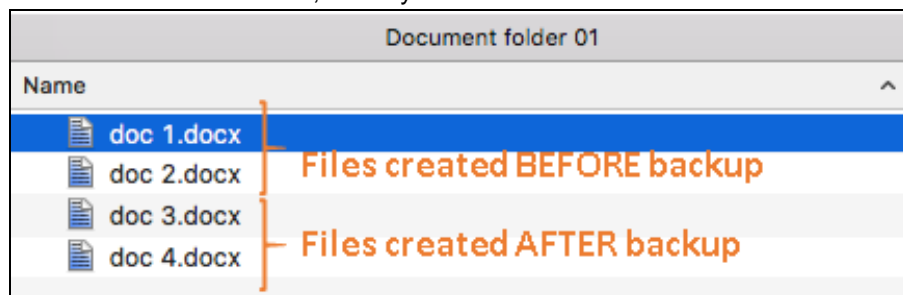 Document folder 01
Name
doc 1.docx
Files created BEFORE backup
doc 2.docx
doc 3.docx
Files created AFTER backup
doc 4.docx